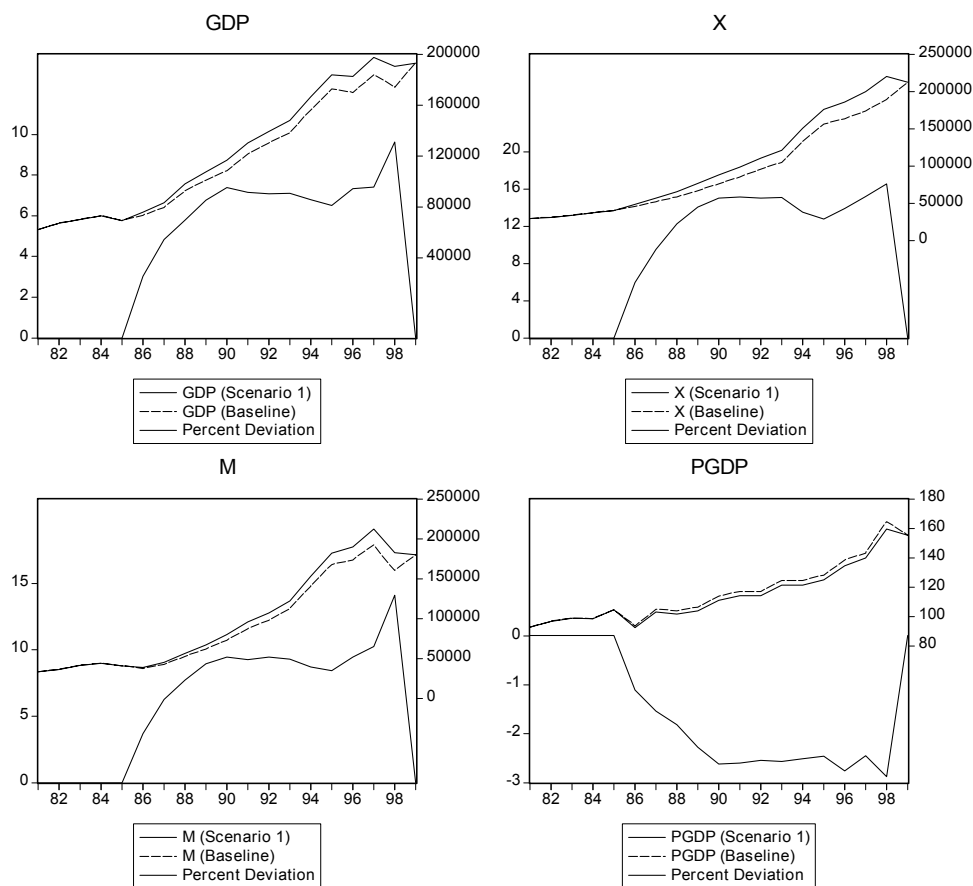 GDP
200000
160000
120000
80000
40000
10
8
6
4
2
0
82 84 86 88 90 92 94 96 98
GDP (Scenario 1)
GDP (Baseline)
Percent Deviation
X
250000
200000
150000
100000
50000
0
20
16
12
8
4
0
82 84 86 88 90 92 94 96 98
X (Scenario 1)
X (Baseline)
Percent Deviation
M
250000
200000
150000
100000
50000
0
15
10
5
0
82 84 86 88 90 92 94 96 98
M (Scenario 1)
M (Baseline)
Percent Deviation
PGDP
180
160
140
120
100
80
0
-1
-2
-3
82 84 86 88 90 92 94 96 98
PGDP (Scenario 1)
PGDP (Baseline)
Percent Deviation